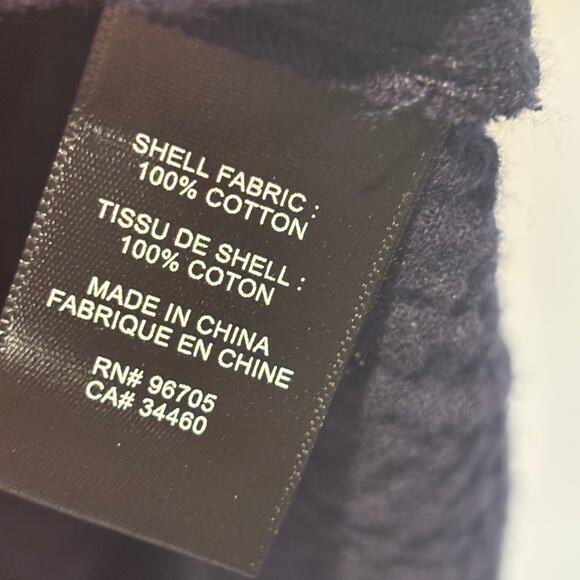 SHELL FABRIC :
100% COTTON
TISSU DE SHELL :
100% COTON
MADE IN CHINA
FABRIQUE EN CHINE
RN# 96705
CA# 34460